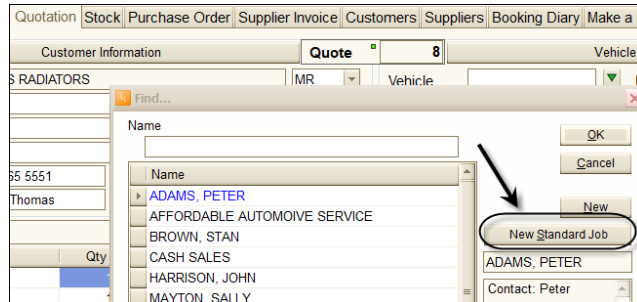 Quotation Stock Purchase Order Supplier Invoice Customers Suppliers Booking Diary Make a
Customer Information Quote 8 Vehicle
S RADIATORS MR Vehicle
Find...
Name
OK
Cancel
New
New Standard Job
Name
ADAMS, PETER
AFFORDABLE AUTOMOIVE SERVICE
BROWN, STAN
CASH SALES
HARRISON, JOHN
MAYTON, SALLY
ADAMS, PETER
Contact: Peter
65 5551
Thomas
Qty